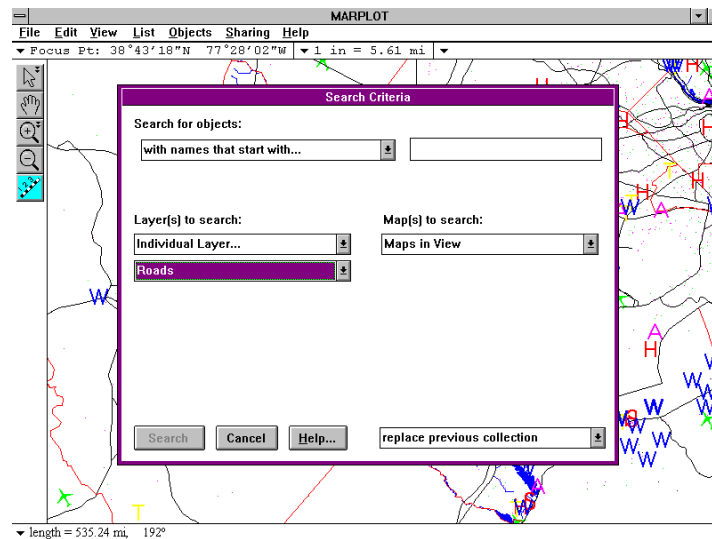 MARPLOT
File Edit View List Objects Sharing Help
Focus Pt: 38°43'18"N 77°28'02"W 1 in = 5.61 mi
Search Criteria
Search for objects:
with names that start with...
Layer(s) to search: Map(s) to search:
Individual Layer... Maps in View
Roads
Search Cancel Help... replace previous collection
H
H
T
H
H
W
A
W
A
H
W
W
W
W
W
W
S
W
W
W
A
T
T
W
length = 535.24 mi, 192°